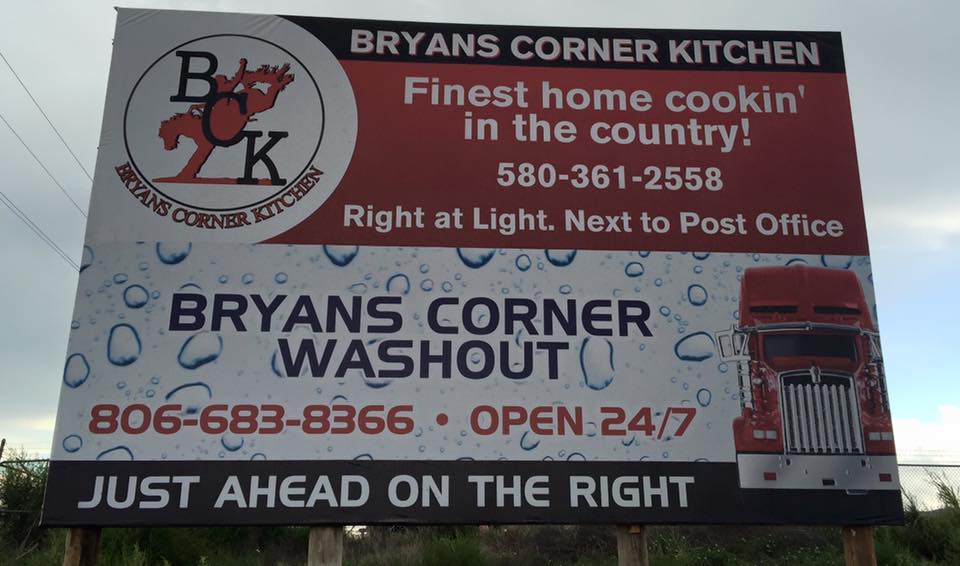 BCK
BRYANS CORNER KITCHEN
BRYANS CORNER KITCHEN
Finest home cookin'
in the country!
580-361-2558
Right at Light. Next to Post Office
BRYANS CORNER
WASHOUT
806-683-8366 • OPEN 24/7
JUST AHEAD ON THE RIGHT